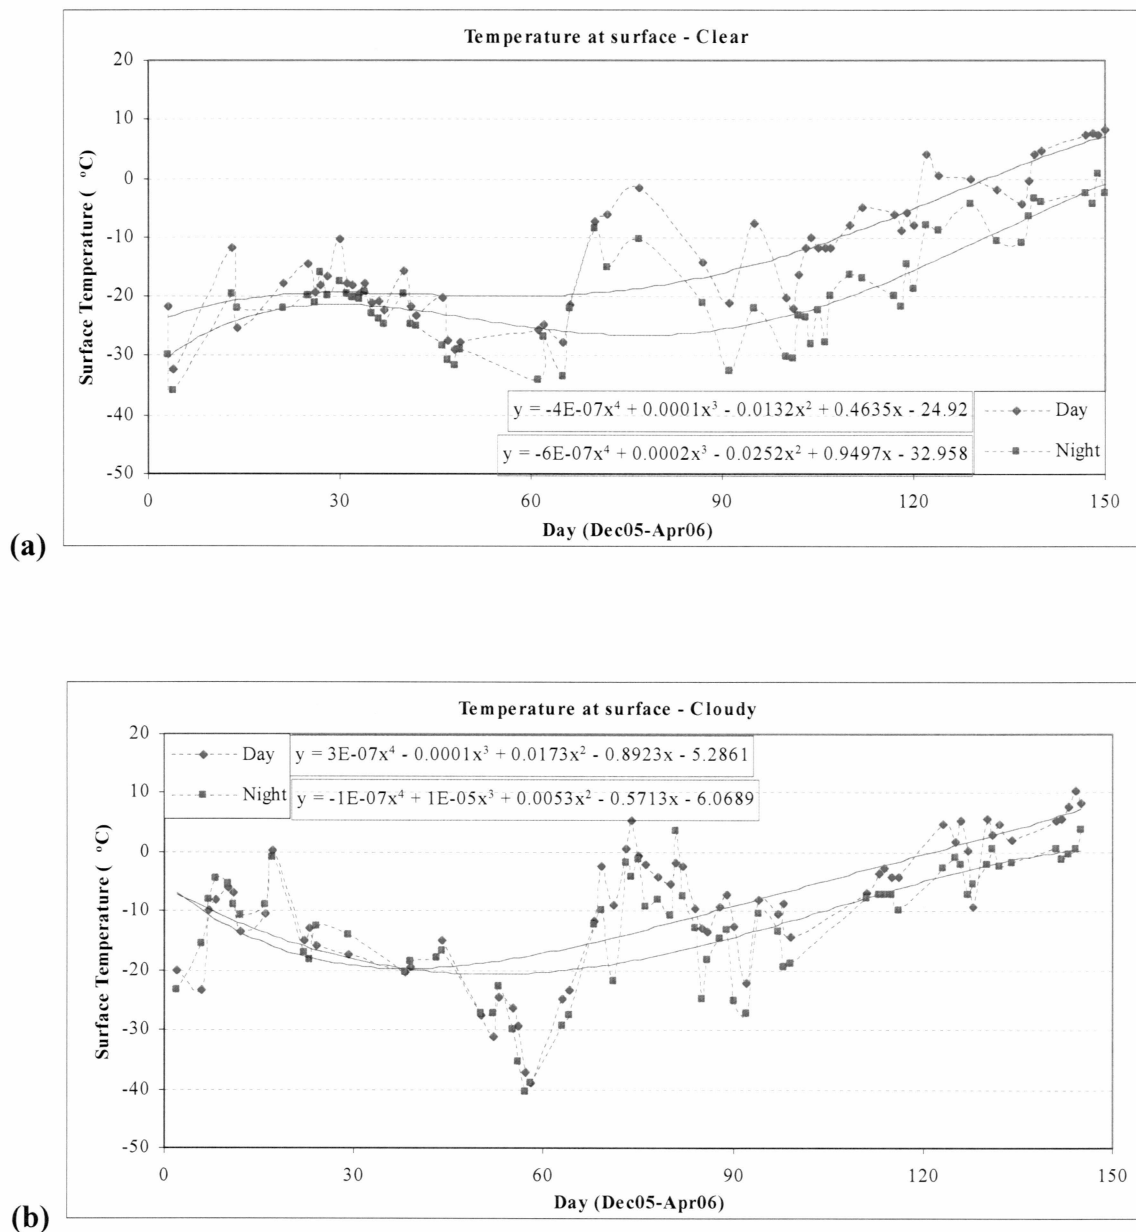 Temperature at surface - Clear
20
10
0
-10
-20
-30
-40
-50
Surface Temperature ( °C)
y = -4E-07x⁴ + 0.0001x³ - 0.0132x² + 0.4635x - 24.92
Day
y = -6E-07x⁴ + 0.0002x³ - 0.0252x² + 0.9497x - 32.958
Night
0 30 60 90 120 150
Day (Dec05-Apr06)
(a)
Temperature at surface - Cloudy
20
10
0
-10
-20
-30
-40
-50
Surface Temperature ( °C)
Day y = 3E-07x⁴ - 0.0001x³ + 0.0173x² - 0.8923x - 5.2861
Night y = -1E-07x⁴ + 1E-05x³ + 0.0053x² - 0.5713x - 6.0689
0 30 60 90 120 150
Day (Dec05-Apr06)
(b)